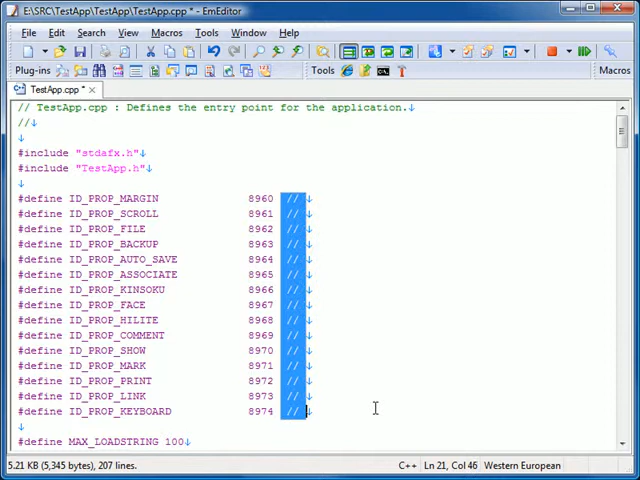 E:\SRC\TestApp\TestApp.cpp * - EmEditor
File Edit Search View Macros Tools Window Help
Plug-ins Tools Macros
TestApp.cpp *
// TestApp.cpp : Defines the entry point for the application.↓
//↓
↓
#include "stdafx.h"↓
#include "TestApp.h"↓
↓
#define ID_PROP_MARGIN 8960 // ↓
#define ID_PROP_SCROLL 8961 // ↓
#define ID_PROP_FILE 8962 // ↓
#define ID_PROP_BACKUP 8963 // ↓
#define ID_PROP_AUTO_SAVE 8964 // ↓
#define ID_PROP_ASSOCIATE 8965 // ↓
#define ID_PROP_KINSOKU 8966 // ↓
#define ID_PROP_FACE 8967 // ↓
#define ID_PROP_HILITE 8968 // ↓
#define ID_PROP_COMMENT 8969 // ↓
#define ID_PROP_SHOW 8970 // ↓
#define ID_PROP_MARK 8971 // ↓
#define ID_PROP_PRINT 8972 // ↓
#define ID_PROP_LINK 8973 // ↓
#define ID_PROP_KEYBOARD 8974 // ↓
↓
#define MAX_LOADSTRING 100↓
5.21 KB (5,345 bytes), 207 lines. C++ Ln 21, Col 46 Western European